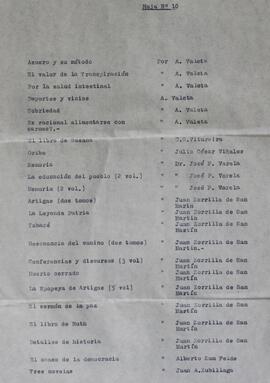 Hoja Nº 10
Azuero y su método Por A. Valeta
El valor de la Transpiración " A. Valeta
Por la salud intestinal " A. Valeta
Deportes y vicios " A. Valeta
Sobriedad " A. Valeta
Es racional alimentarse con " A. Valeta
carnes?.-
El libro de Susana " Vitureira
Oribe " Julio César Viñales
Memoria " Dr. José P. Varela
La educación del pueblo (2 vol.) " " José P. Varela
Memoria (2 vol.) " " José P. Varela
Artigas (dos tomos) " Juan Zorrilla de San
Martín
La Leyenda Patria " Juan Zorrilla de San
Martín
Tabaré " Juan Zorrilla de San
Martín
Resonancia del camino (dos tomos) " Juan Zorrilla de San
Martín.-
Conferencias y discursos (3 vol) " Juan Zorrilla de San
Martín
Huerto cerrado " Juan Zorrilla de San
Martín
La Epopeya de Artigas (5 vol) " Juan Zorrilla de San
Martín
El sermón de la paz " Juan Zorrilla de San
Martín
El libro de Ruth " Juan Zorrilla de San
Martín
Detalles de historia " Juan Zorrilla de San
Martín
El ocaso de la democracia " Alberto Zum Felde
Tres novelas " Juan A. Zubillaga